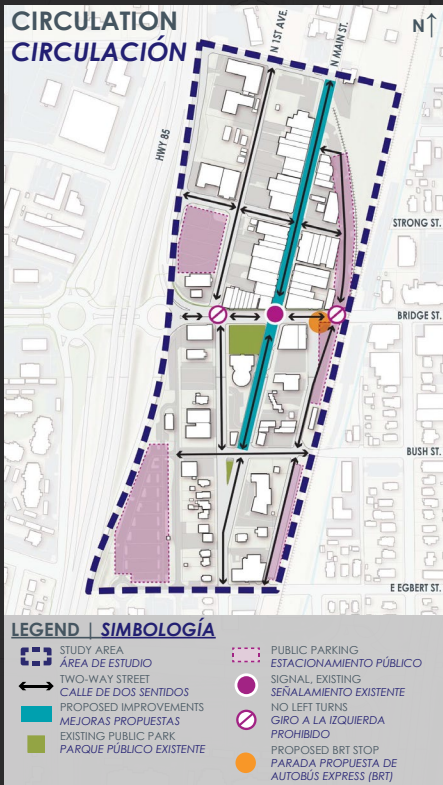 CIRCULATION
CIRCULACIÓN
N
N 1ST AVE.
N MAIN ST.
HWY 85
STRONG ST.
BRIDGE ST.
BUSH ST.
E EGBERT ST.
LEGEND | SIMBOLOGÍA
STUDY AREA
ÁREA DE ESTUDIO
TWO-WAY STREET
CALLE DE DOS SENTIDOS
PROPOSED IMPROVEMENTS
MEJORAS PROPUESTAS
EXISTING PUBLIC PARK
PARQUE PÚBLICO EXISTENTE
PUBLIC PARKING
ESTACIONAMIENTO PÚBLICO
SIGNAL, EXISTING
SEÑALAMIENTO EXISTENTE
NO LEFT TURNS
GIRO A LA IZQUIERDA
PROHIBIDO
PROPOSED BRT STOP
PARADA PROPUESTA DE
AUTOBÚS EXPRESS (BRT)